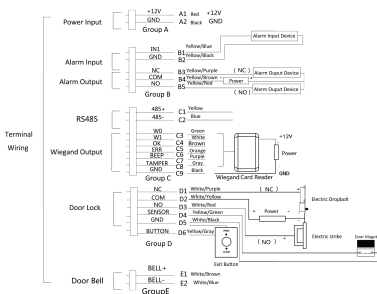 +12V A1 Red +12V
Power Input
GND A2 Black GND
Group A
Alarm Input Device
IN1 B1 Yellow/Blue
Alarm Input
GND B2 Yellow/Black
NC B3 Yellow/Purple ( NC ) Alarm Ouput Device
Alarm Output COM B4 Yellow/Brown Power
NO B5 Yellow/Red ( NO ) Alarm Ouput Device
Group B
485+ C1 Yellow
RS485
485- C2 Blue
Terminal Wiring
W0 C3 Green
W1 C4 White
OK C5 Brown
Wiegand Output
ERR C6 Orange
BEEP C7 Purple
TAMPER C8 Gray
GND C9 Black
+12V
Power
GND
Group C Wiegand Card Reader
NC D1 White/Purple ( NC ) +
Door Lock
COM D2 White/Yellow - Electric Dropbolt
NO D3 White/Red + Power -
SENSOR D4 Yellow/Green
GND D5 White/Black
( NO ) + Electric strike Door Maget
BUTTON D6 Yellow/Gray
Group D
Exit Button
BELL+ E1 White/Brown
Door Bell
BELL- E2 White/Blue
GroupE